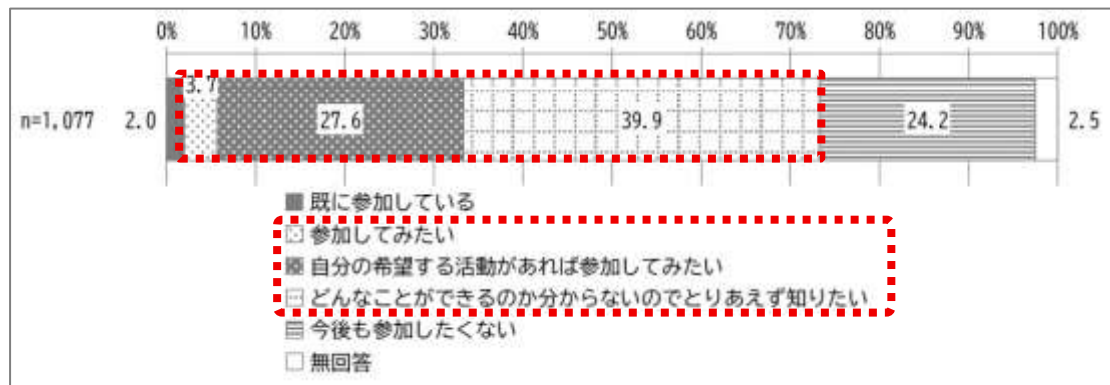 0% 10% 20% 30% 40% 50% 60% 70% 80% 90% 100%
n=1,077 2.0 3.7 27.6 39.9 24.2 2.5
既に参加している
参加してみたい
自分の希望する活動があれば参加してみたい
どんなことができるのか分からないのでとりあえず知りたい
今後も参加したくない
無回答